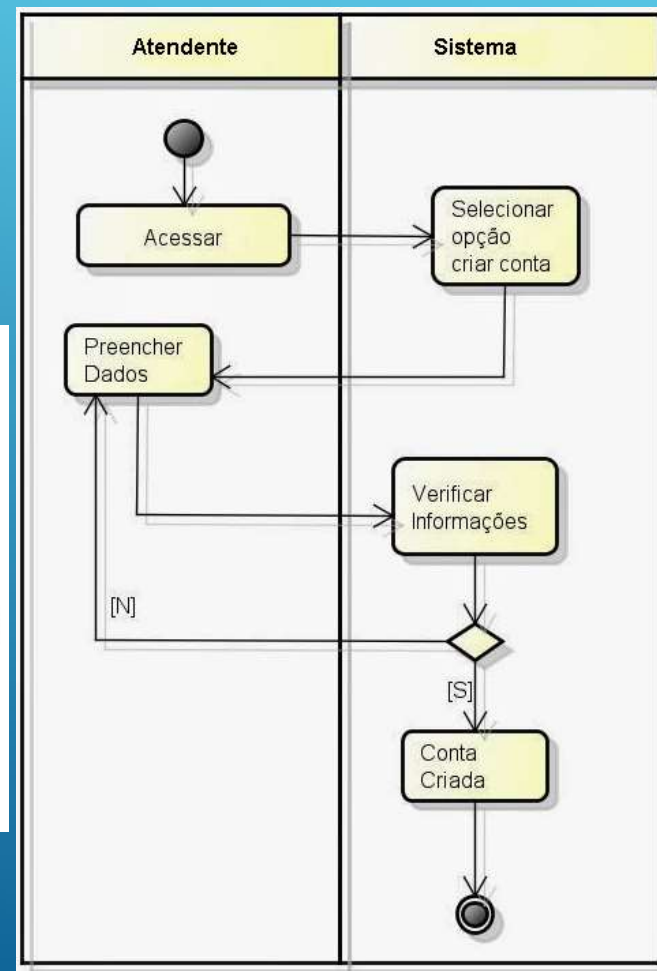 Atendente
Sistema
Acessar
Selecionar
opção
criar conta
Preencher
Dados
Verificar
Informações
[N]
[S]
Conta
Criada